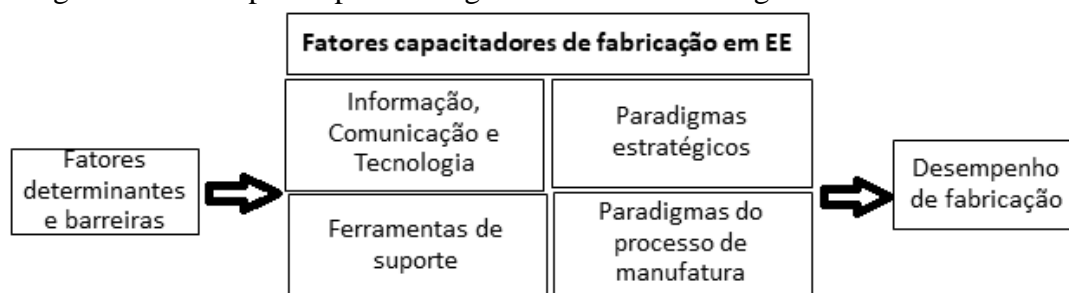 Fatores capacitadores de fabricação em EE
Informação,
Comunicação e
Tecnologia
Paradigmas
estratégicos
Fatores
determinantes
e barreiras
Ferramentas de
suporte
Paradigmas do
processo de
manufatura
Desempenho
de fabricação